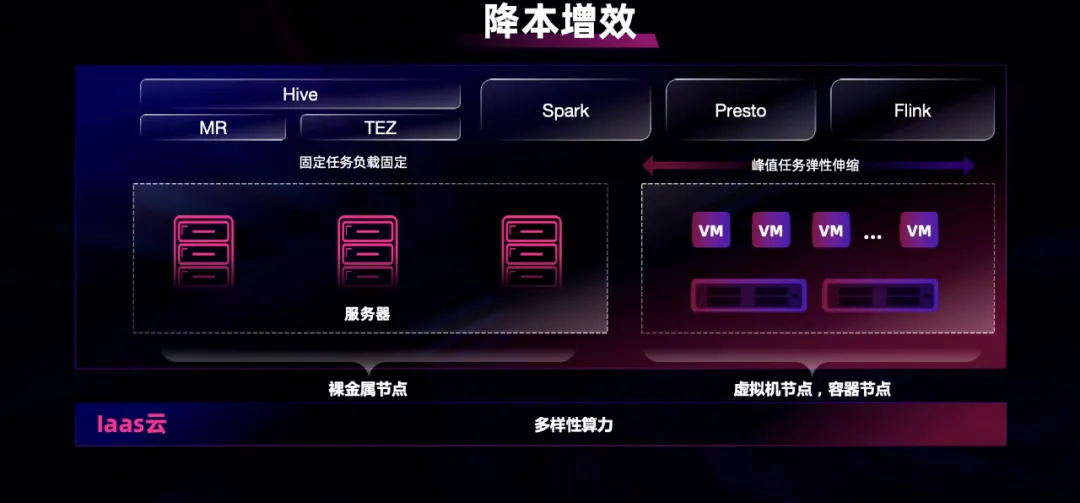 降本增效
Hive
MR
TEZ
Spark
Presto
Flink
固定任务负载固定
峰值任务弹性伸缩
VM
VM
VM
...
VM
服务器
裸金属节点
虚拟机节点，容器节点
Iaas云
多样性算力